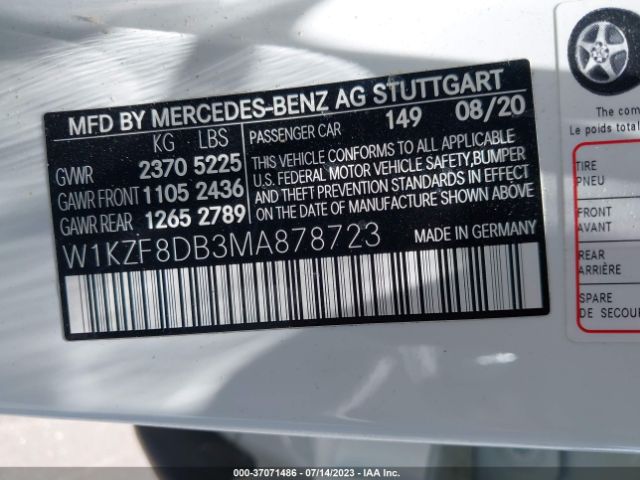 MFD BY MERCEDES-BENZ AG STUTTGART
KG LBS
PASSENGER CAR 149 08/20
GVWR 2370 5225
GAWR FRONT 1105 2436
GAWR REAR 1265 2789
THIS VEHICLE CONFORMS TO ALL APPLICABLE
U.S. FEDERAL MOTOR VEHICLE SAFETY,BUMPER
AND THEFT PREVENTION STANDARDS IN EFFECT
ON THE DATE OF MANUFACTURE SHOWN ABOVE.
W1KZF8DB3MA878723 MADE IN GERMANY
The com
Le poids total
TIRE
PNEU
FRONT
AVANT
REAR
ARRIÈRE
SPARE
DE SECOU
000-37071486 - 07/14/2023 - IAA Inc.